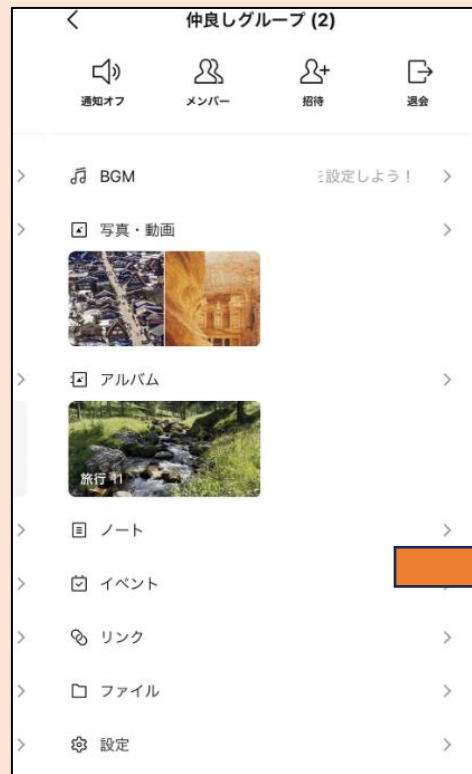 仲良しグループ (2)
通知オフ
メンバー
招待
退会
BGM
を設定しよう!
写真・動画
アルバム
旅行 11
ノート
イベント
リンク
ファイル
設定